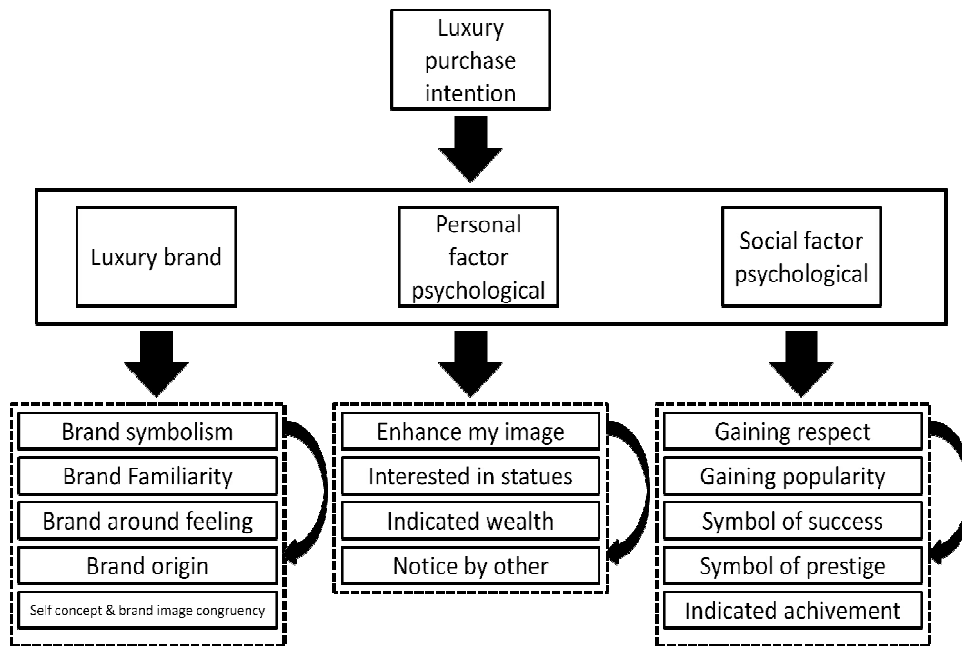 Luxury
purchase
intention
Luxury brand
Personal
factor
psychological
Social factor
psychological
Brand symbolism
Brand Familiarity
Brand around feeling
Brand origin
Self concept & brand image congruency
Enhance my image
Interested in statues
Indicated wealth
Notice by other
Gaining respect
Gaining popularity
Symbol of success
Symbol of prestige
Indicated achivement